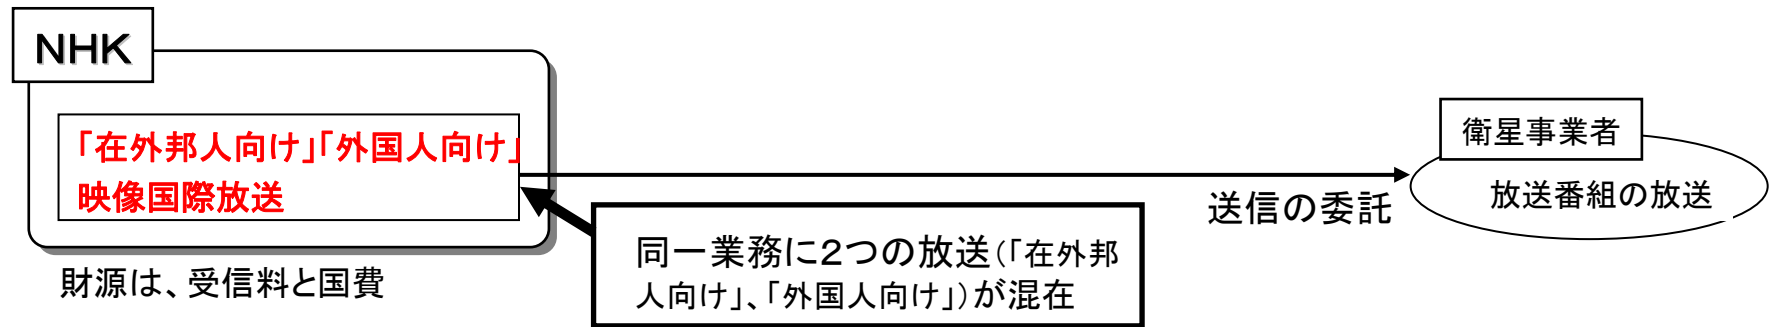 NHK
「在外邦人向け」「外国人向け」
映像国際放送
財源は、受信料と国費
同一業務に2つの放送(「在外邦
人向け」、「外国人向け」)が混在
送信の委託
衛星事業者
放送番組の放送